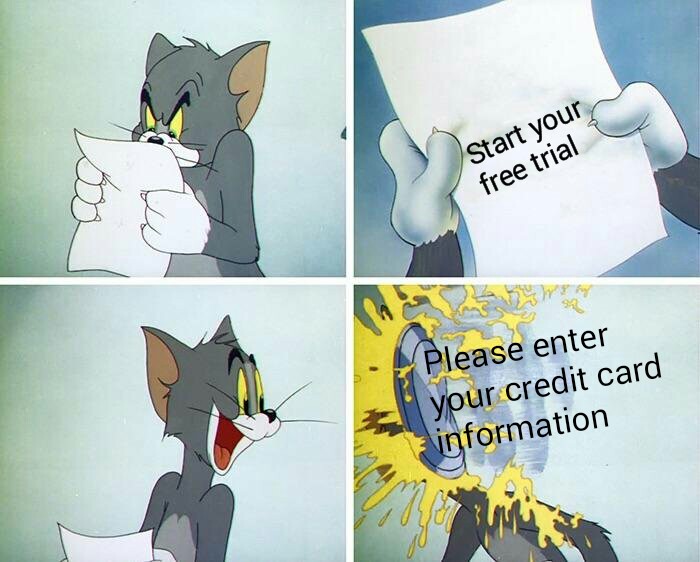 Start your
free trial
Please enter
your credit card
information